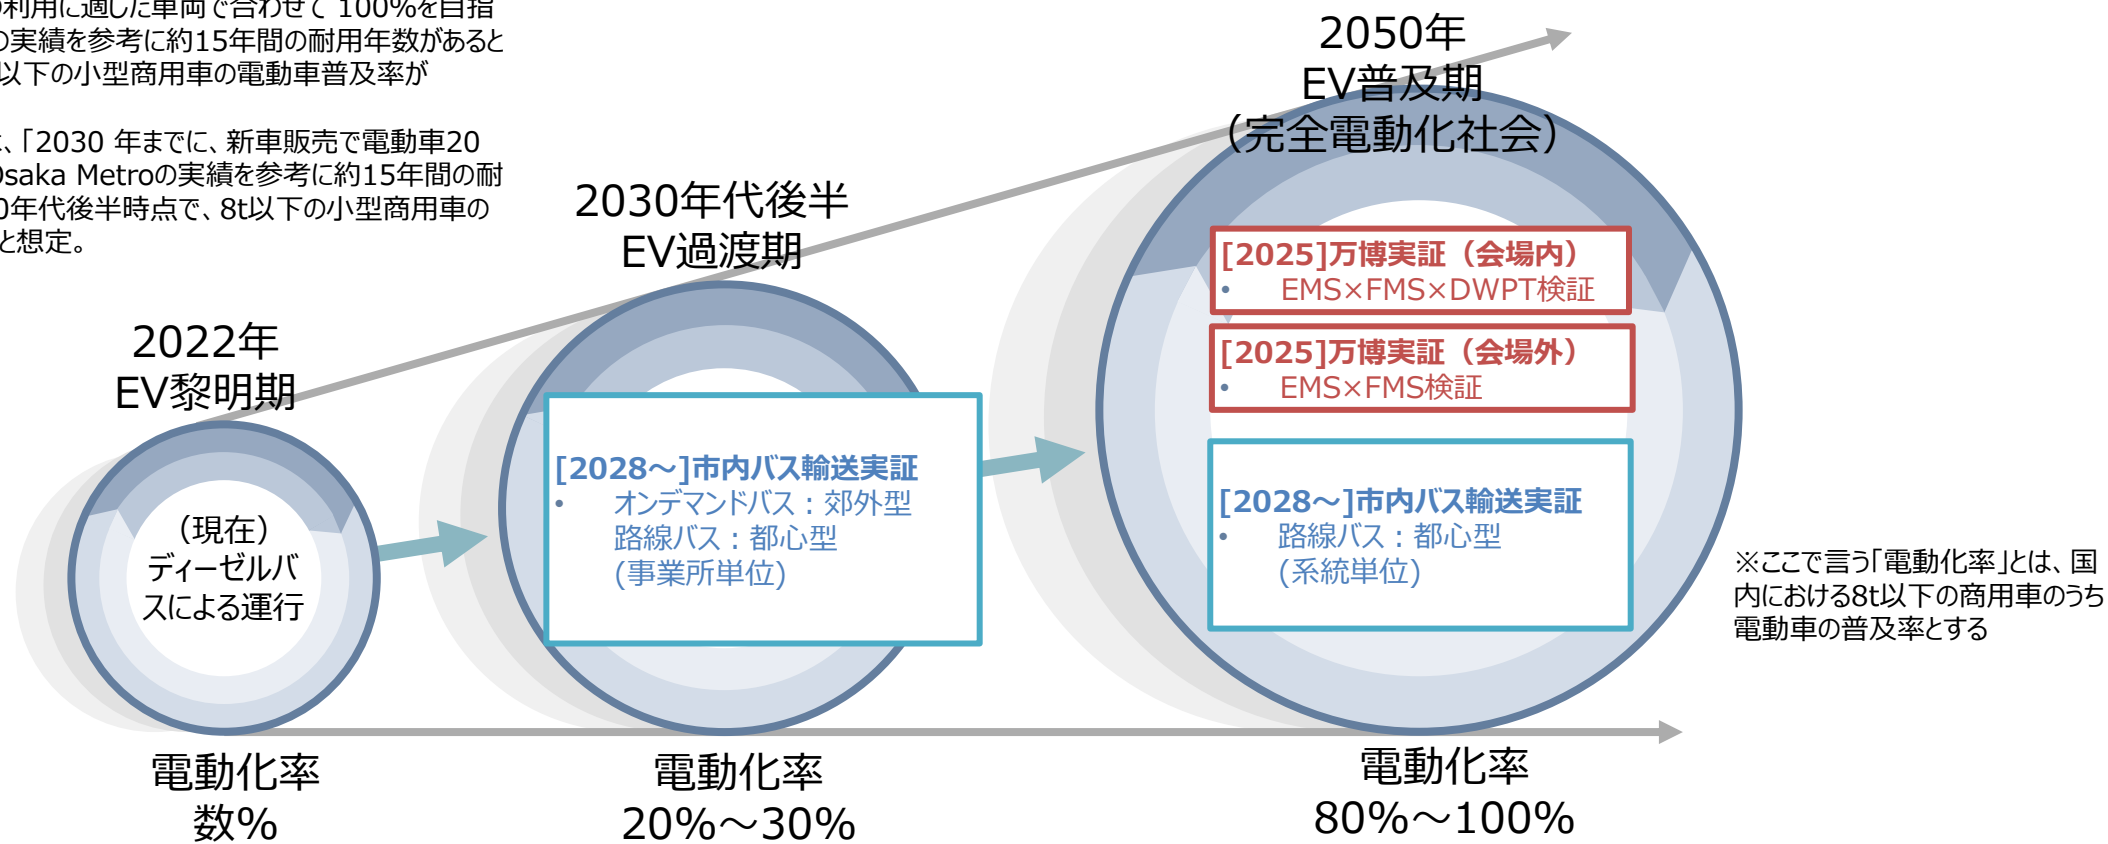 利用に適した車両で合わせて 100%を目指
の実績を参考に約15年間の耐用年数があると
以下の小型商用車の電動車普及率が
、「2030 年までに、新車販売で電動車20
Osaka Metroの実績を参考に約15年間の耐
0年代後半時点で、8t以下の小型商用車の
と想定。
2022年
EV黎明期
（現在）
ディーゼルバ
スによる運行
電動化率
数%
2030年代後半
EV過渡期
[2028～]市内バス輸送実証
• オンデマンドバス：郊外型
路線バス：都心型
(事業所単位)
電動化率
20%～30%
2050年
EV普及期
（完全電動化社会）
[2025]万博実証（会場内）
• EMS×FMS×DWPT検証
[2025]万博実証（会場外）
• EMS×FMS検証
[2028～]市内バス輸送実証
• 路線バス：都心型
(系統単位)
電動化率
80%～100%
※ここで言う「電動化率」とは、国
内における8t以下の商用車のうち
電動車の普及率とする